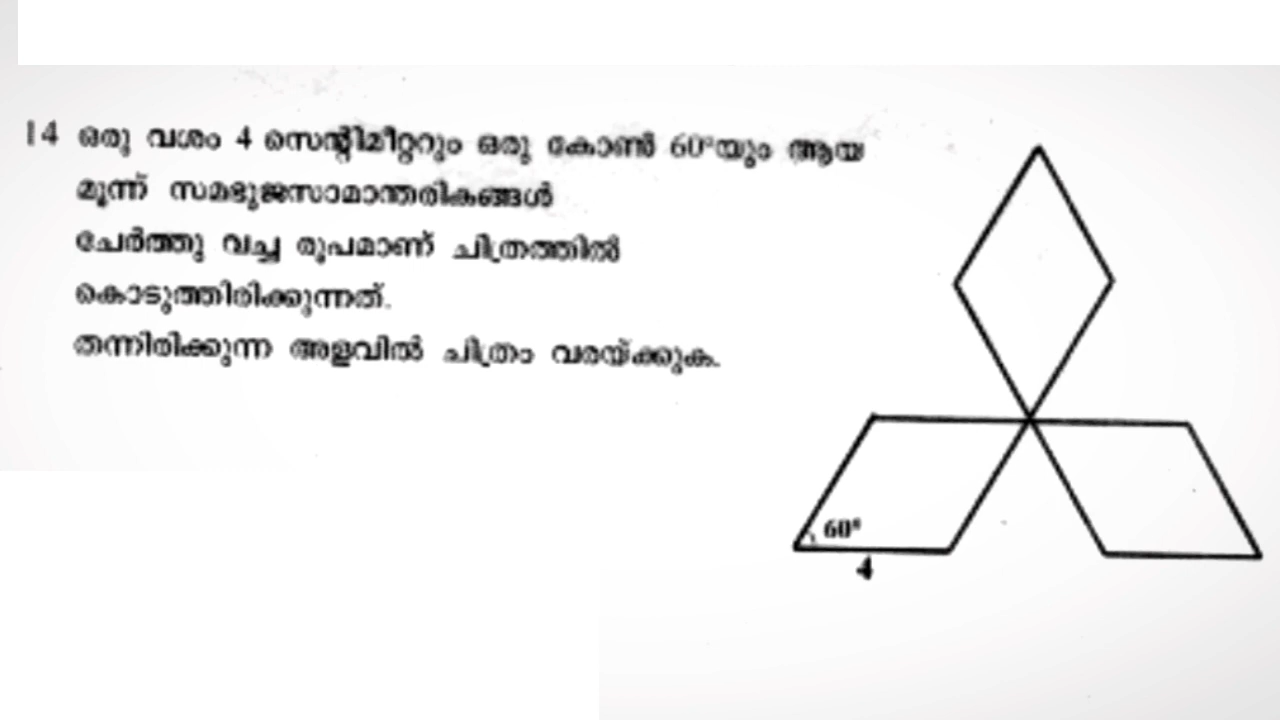 14 ഒരു വശം 4 സെന്റിമീറ്ററും ഒരു കോൺ 60°യും ആയ
മൂന്ന് സമഭുജസാമാന്തരികങ്ങൾ
ചേർത്തു വച്ച രൂപമാണ് ചിത്രത്തിൽ
കൊടുത്തിരിക്കുന്നത്.
തന്നിരിക്കുന്ന അളവിൽ ചിത്രം വരയ്ക്കുക.
60°
4